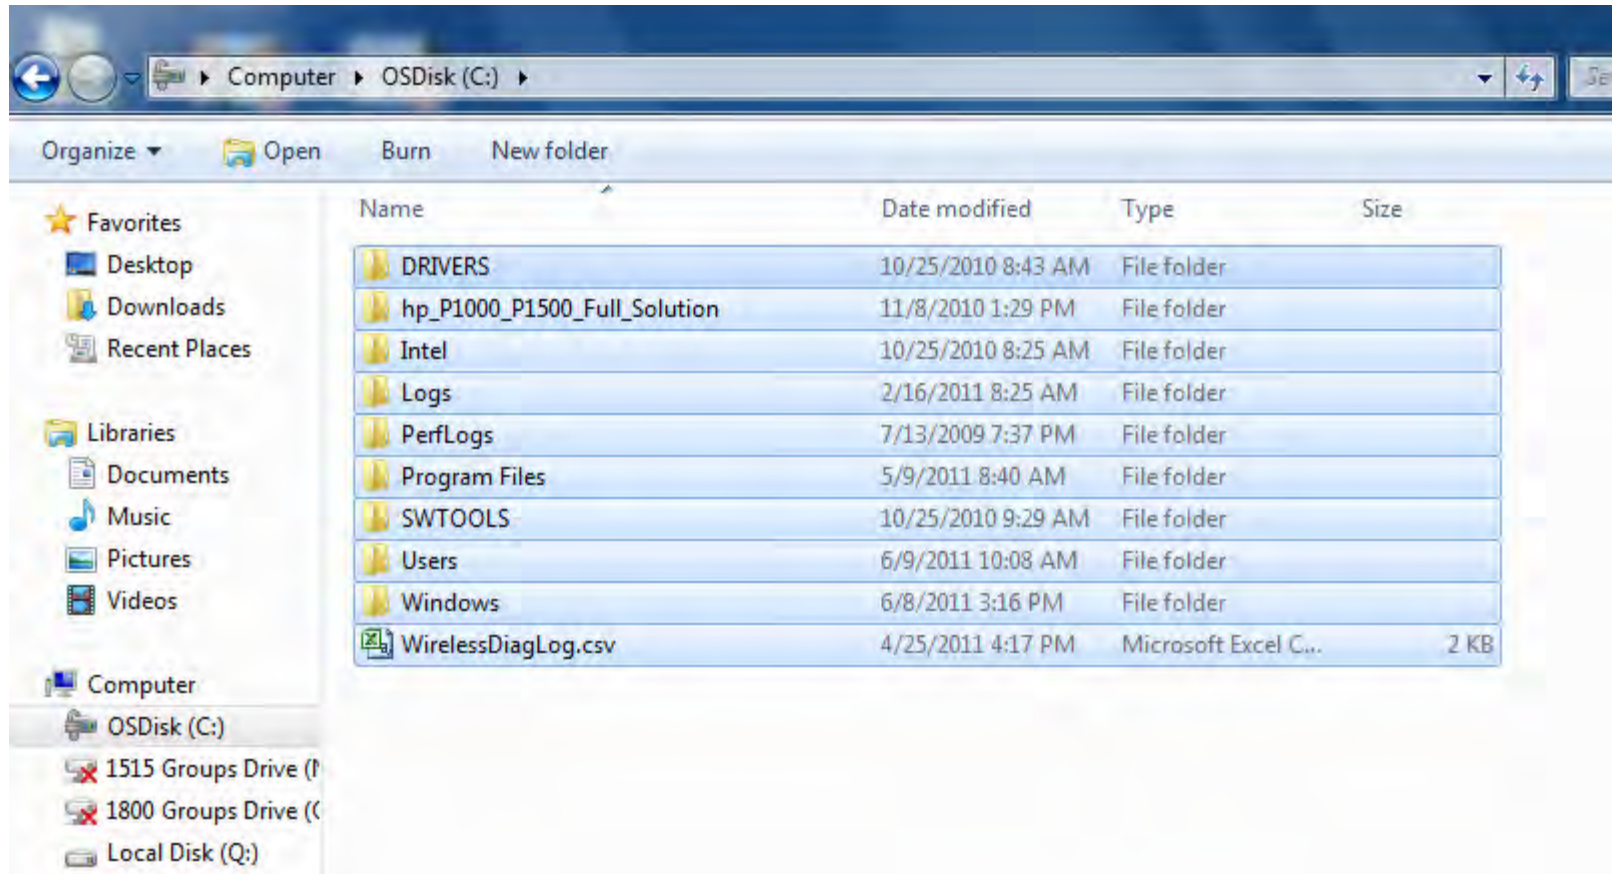 Computer OSDisk (C:)
Organize Open Burn New folder
Favorites
Desktop
Downloads
Recent Places
Libraries
Documents
Music
Pictures
Videos
Computer
OSDisk (C:)
1515 Groups Drive
1800 Groups Drive
Local Disk (Q:)
Name Date modified Type Size
DRIVERS 10/25/2010 8:43 AM File folder
hp_P1000_P1500_Full_Solution 11/8/2010 1:29 PM File folder
Intel 10/25/2010 8:25 AM File folder
Logs 2/16/2011 8:25 AM File folder
PerfLogs 7/13/2009 7:37 PM File folder
Program Files 5/9/2011 8:40 AM File folder
SWTOOLS 10/25/2010 9:29 AM File folder
Users 6/9/2011 10:08 AM File folder
Windows 6/8/2011 3:16 PM File folder
WirelessDiagLog.csv 4/25/2011 4:17 PM Microsoft Excel C... 2 KB